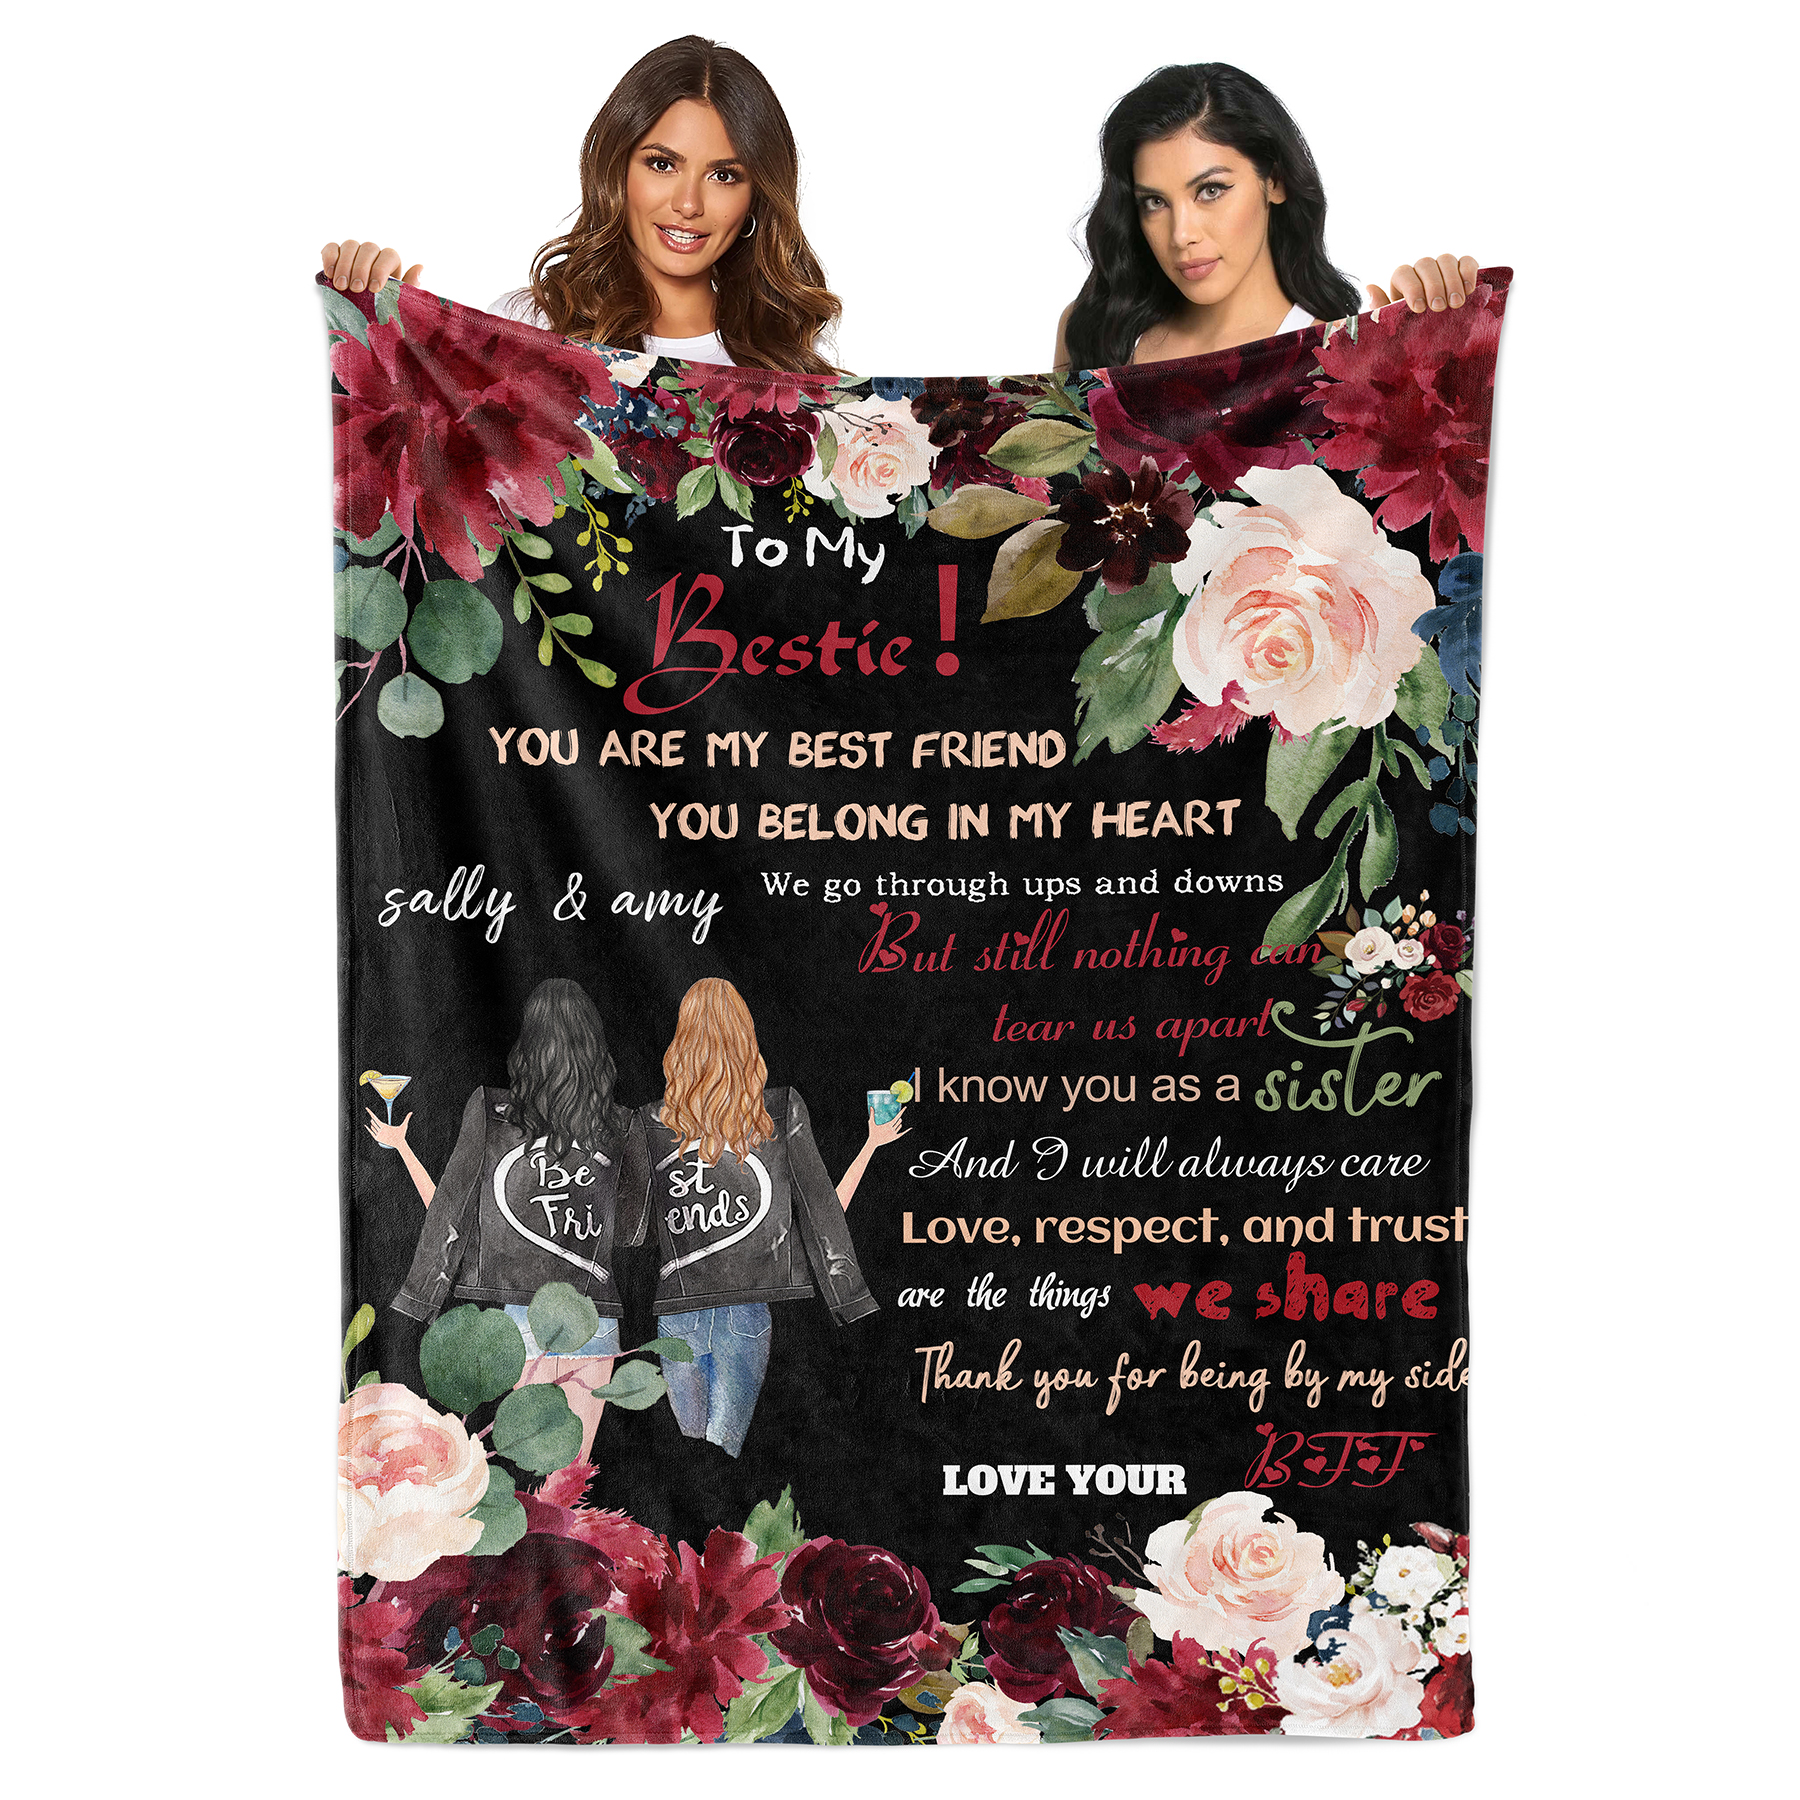 To My
Bestie!
YOU ARE MY BEST FRIEND
YOU BELONG IN MY HEART
sally & amy
We go through ups and downs
But still nothing can
tear us apart
I know you as a sister
And I will always care
Love, respect, and trust
are the things we share
Thank you for being by my side
LOVE YOUR BFF
Be st
Fri ends